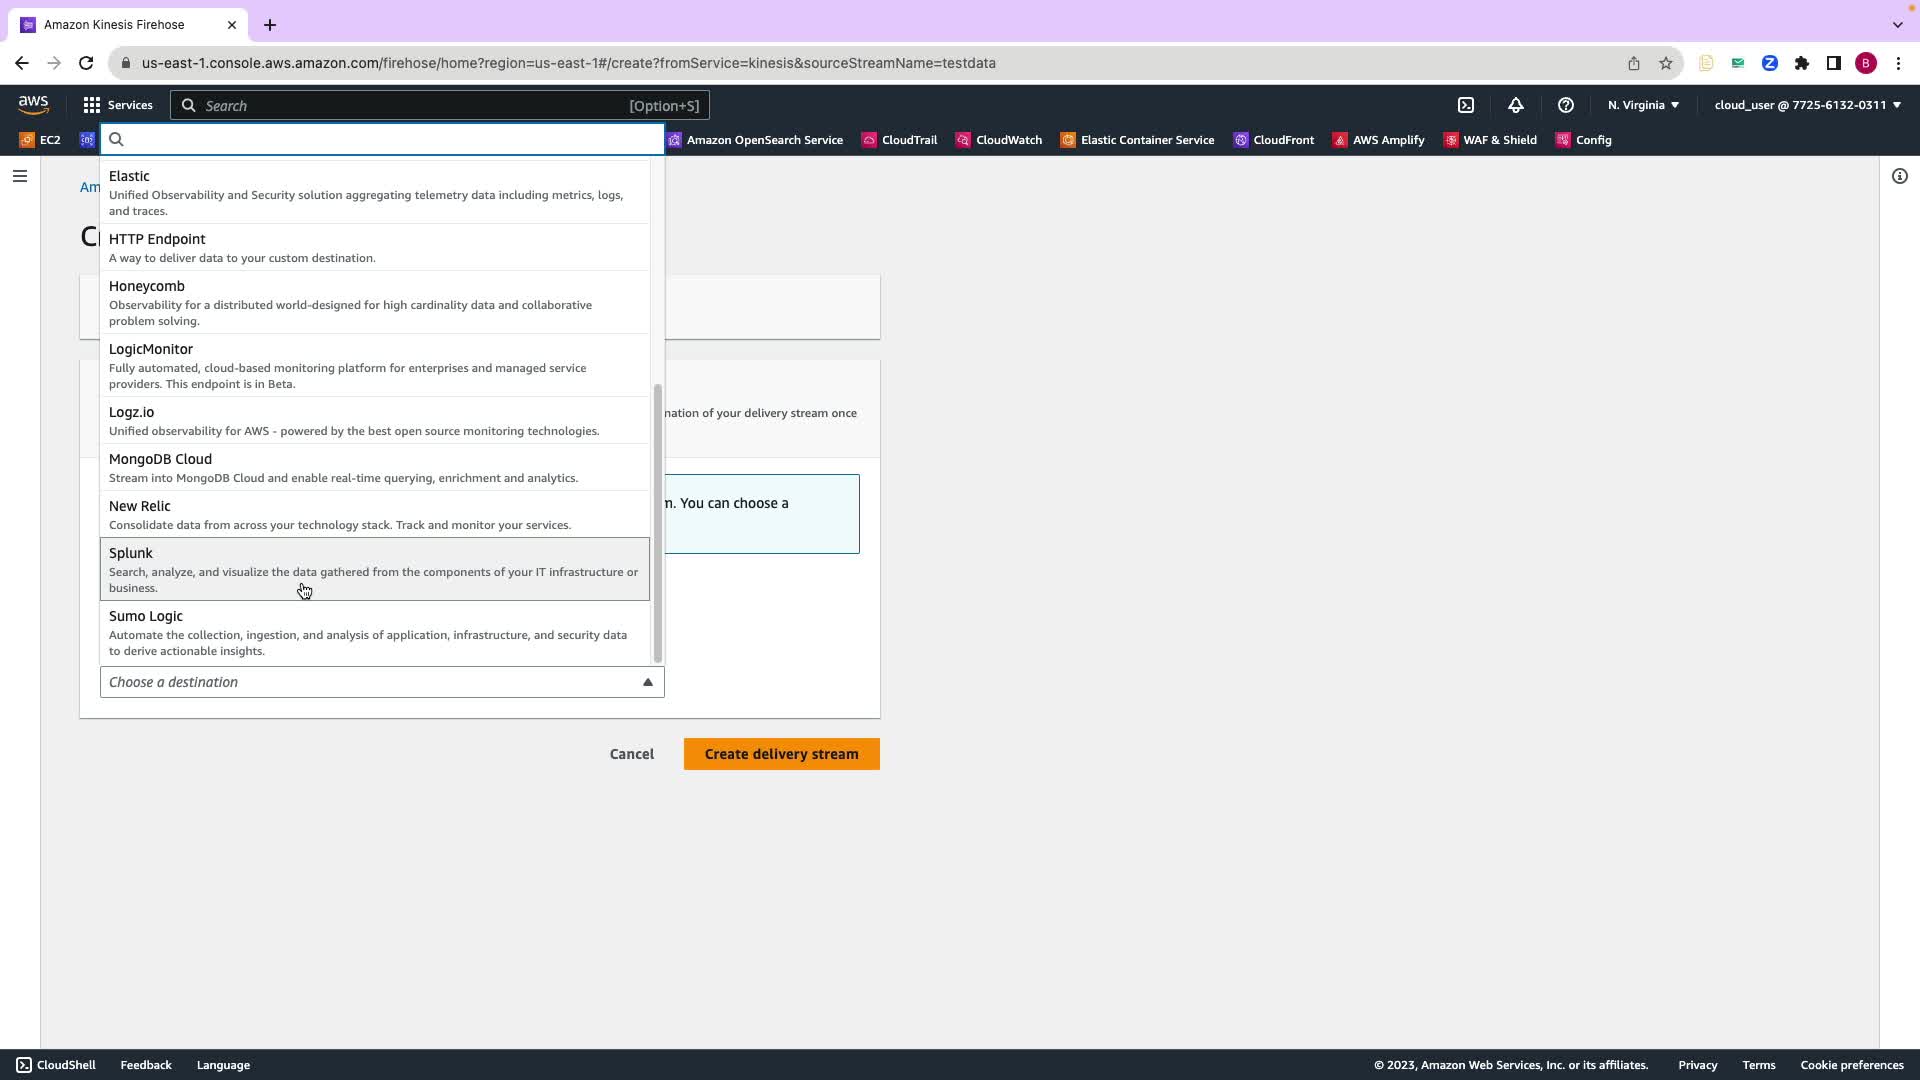 Amazon Kinesis Firehose
us-east-1.console.aws.amazon.com/firehose/home?region=us-east-1#/create?fromService=kinesis&sourceStreamName=testdata
B
aws
Services
Search
[Option+S]
N. Virginia
cloud_user @ 7725-6132-0311
EC2
Amazon OpenSearch Service
CloudTrail
CloudWatch
Elastic Container Service
CloudFront
AWS Amplify
WAF & Shield
Config
Am
Elastic
Unified Observability and Security solution aggregating telemetry data including metrics, logs,
and traces.
HTTP Endpoint
A way to deliver data to your custom destination.
Honeycomb
Observability for a distributed world-designed for high cardinality data and collaborative
problem solving.
LogicMonitor
Fully automated, cloud-based monitoring platform for enterprises and managed service
providers. This endpoint is in Beta.
Logz.io
nation of your delivery stream once
Unified observability for AWS - powered by the best open source monitoring technologies.
MongoDB Cloud
Stream into MongoDB Cloud and enable real-time querying, enrichment and analytics.
New Relic
m. You can choose a
Consolidate data from across your technology stack. Track and monitor your services.
Splunk
Search, analyze, and visualize the data gathered from the components of your IT infrastructure or
business.
Sumo Logic
Automate the collection, ingestion, and analysis of application, infrastructure, and security data
to derive actionable insights.
Choose a destination
Cancel
Create delivery stream
CloudShell
Feedback
Language
© 2023, Amazon Web Services, Inc. or its affiliates.
Privacy
Terms
Cookie preferences